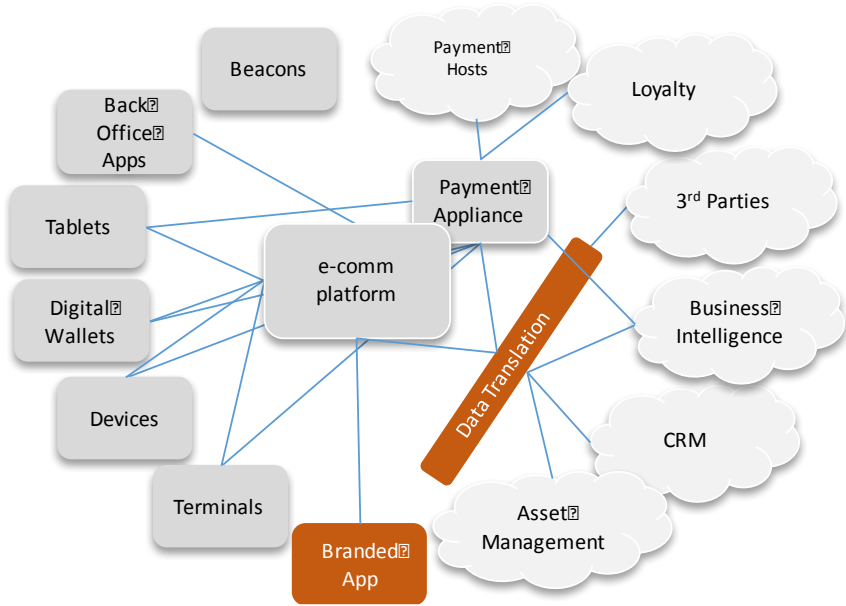 Payment
Hosts
Beacons
Loyalty
Back
Office
Apps
Payment
Appliance
3rd Parties
Tablets
e-comm
platform
Digital
Wallets
Business
Intelligence
Data Translation
Devices
CRM
Terminals
Asset
Management
Branded
App